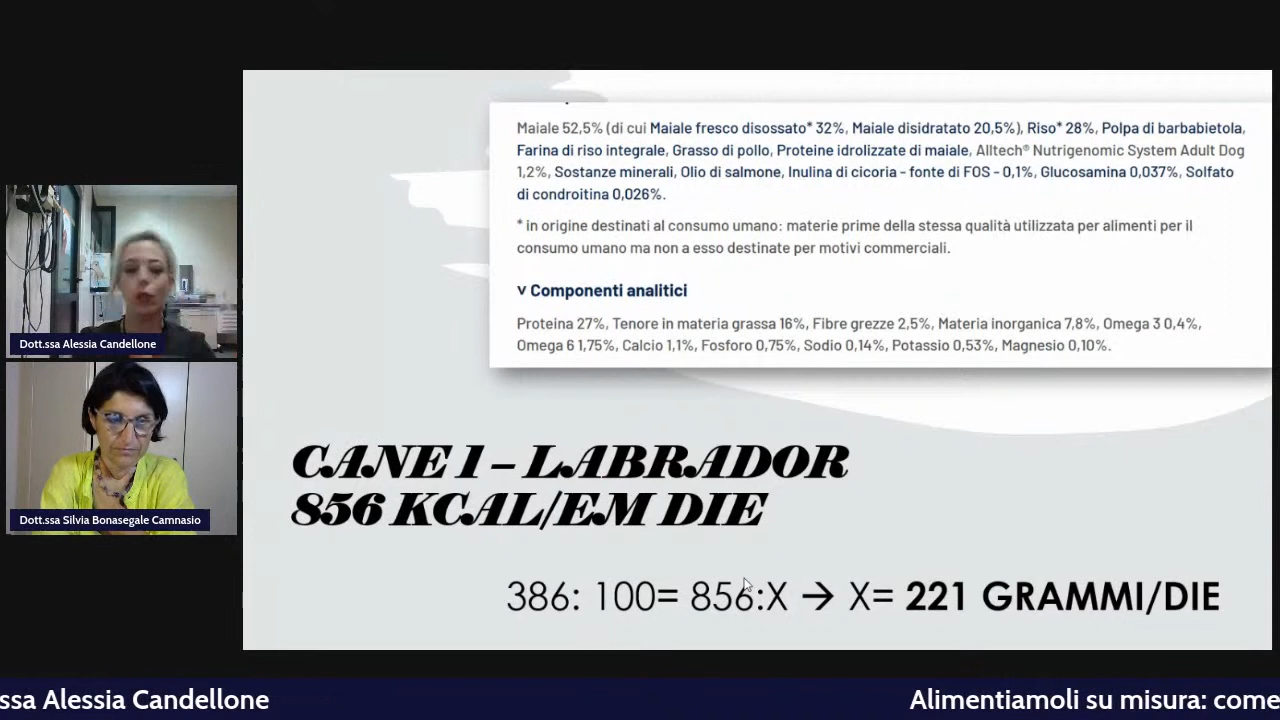 Maiale 52,5% (di cui Maiale fresco disossato* 32%, Maiale disidratato 20,5%), Riso* 28%, Polpa di barbabietola,
Farina di riso integrale, Grasso di pollo, Proteine idrolizzate di maiale, Alltech® Nutrigenomic System Adult Dog
1,2%, Sostanze minerali, Olio di salmone, Inulina di cicoria - fonte di FOS - 0,1%, Glucosamina 0,037%, Solfato
di condroitina 0,026%.
* in origine destinati al consumo umano: materie prime della stessa qualità utilizzata per alimenti per il
consumo umano ma non a esso destinate per motivi commerciali.
v Componenti analitici
Proteina 27%, Tenore in materia grassa 16%, Fibre grezze 2,5%, Materia inorganica 7,8%, Omega 3 0,4%,
Omega 6 1,75%, Calcio 1,1%, Fosforo 0,75%, Sodio 0,14%, Potassio 0,53%, Magnesio 0,10%.
Dott.ssa Alessia Candellone
Dott.ssa Silvia Bonasegale Camnasio
CANE 1 – LABRADOR
856 KCAL/EM DIE
386: 100= 856:X → X= 221 GRAMMI/DIE
ssa Alessia Candellone
Alimentiamoli su misura: come